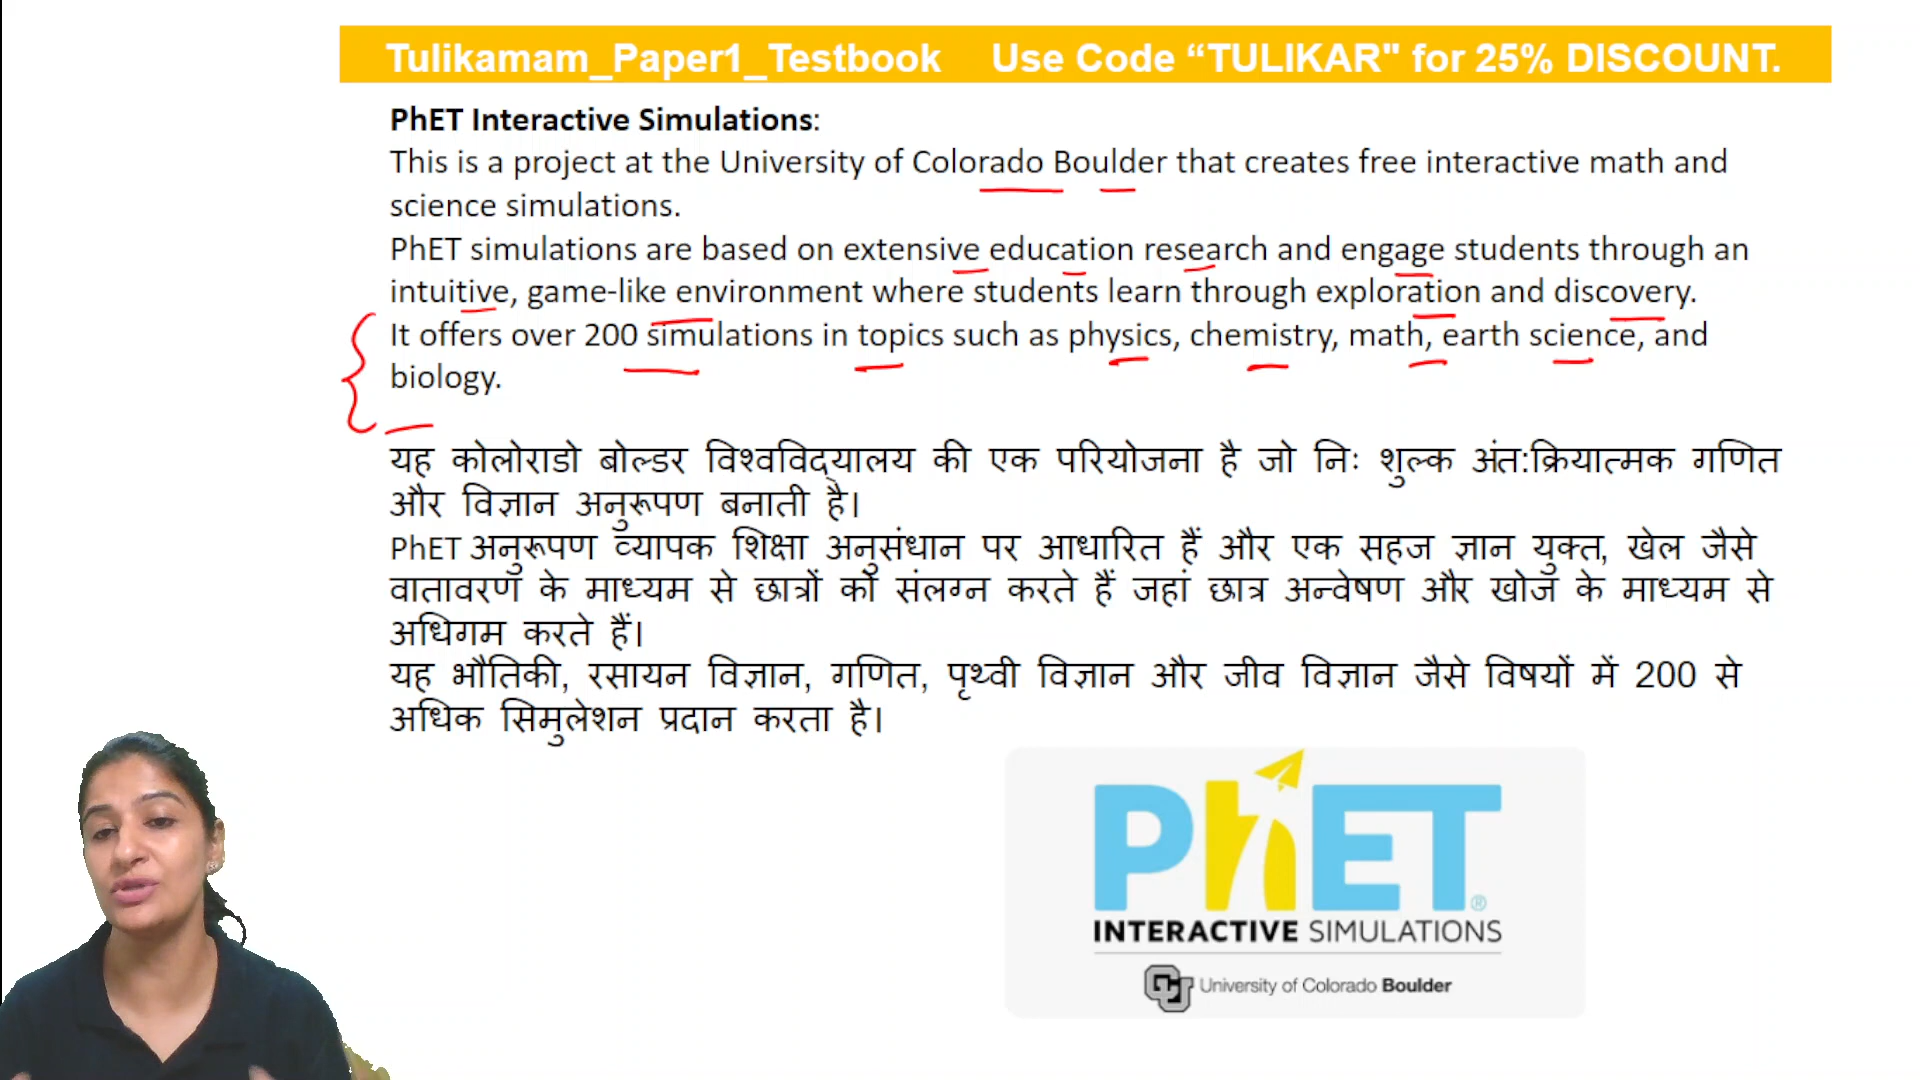 Tulikamam_Paper1_Testbook Use Code “TULIKAR" for 25% DISCOUNT.
PhET Interactive Simulations:
This is a project at the University of Colorado Boulder that creates free interactive math and
science simulations.
PhET simulations are based on extensive education research and engage students through an
intuitive, game-like environment where students learn through exploration and discovery.
It offers over 200 simulations in topics such as physics, chemistry, math, earth science, and
biology.
यह कोलोराडो बोल्डर विश्वविद्यालय की एक परियोजना है जो निः शुल्क अंत:क्रियात्मक गणित
और विज्ञान अनुरूपण बनाती है।
PhET अनुरूपण व्यापक शिक्षा अनुसंधान पर आधारित हैं और एक सहज ज्ञान युक्त, खेल जैसे
वातावरण के माध्यम से छात्रों को संलग्न करते हैं जहां छात्र अन्वेषण और खोज के माध्यम से
अधिगम करते हैं।
यह भौतिकी, रसायन विज्ञान, गणित, पृथ्वी विज्ञान और जीव विज्ञान जैसे विषयों में 200 से
अधिक सिमुलेशन प्रदान करता है।
PhET®
INTERACTIVE SIMULATIONS
CU University of Colorado Boulder